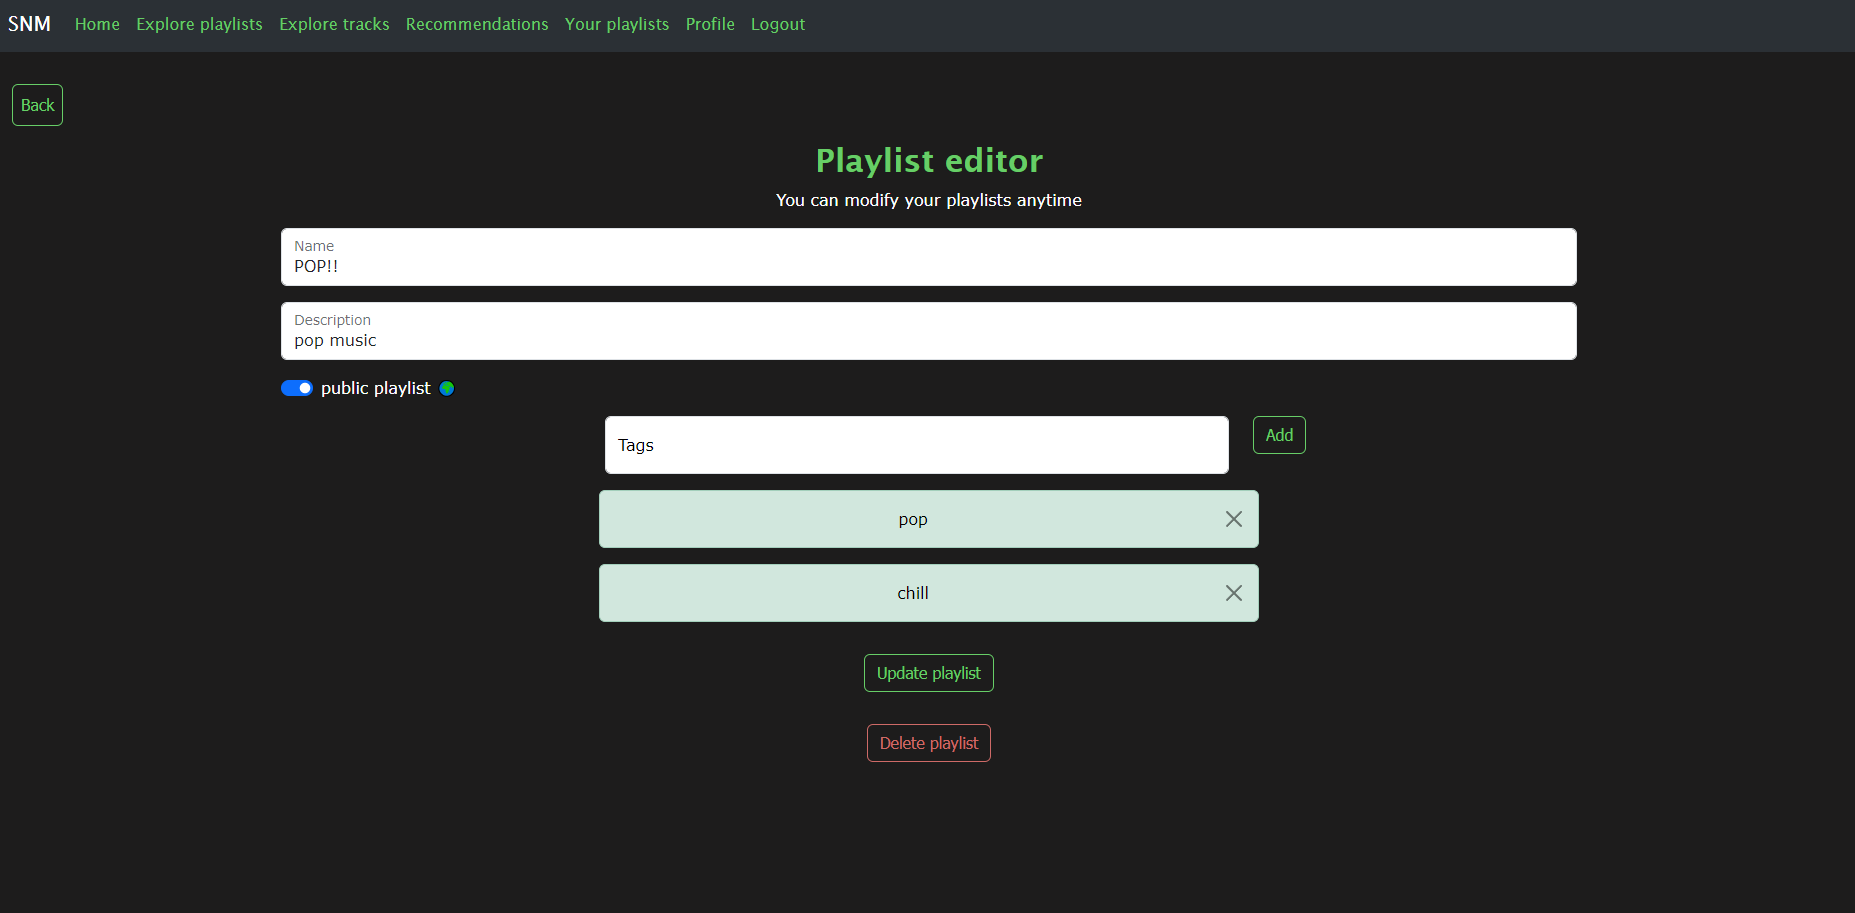 SNM Home Explore playlists Explore tracks Recommendations Your playlists Profile Logout
Back
Playlist editor
You can modify your playlists anytime
Name
POP!!
Description
pop music
public playlist
Tags Add
pop
chill
Update playlist
Delete playlist